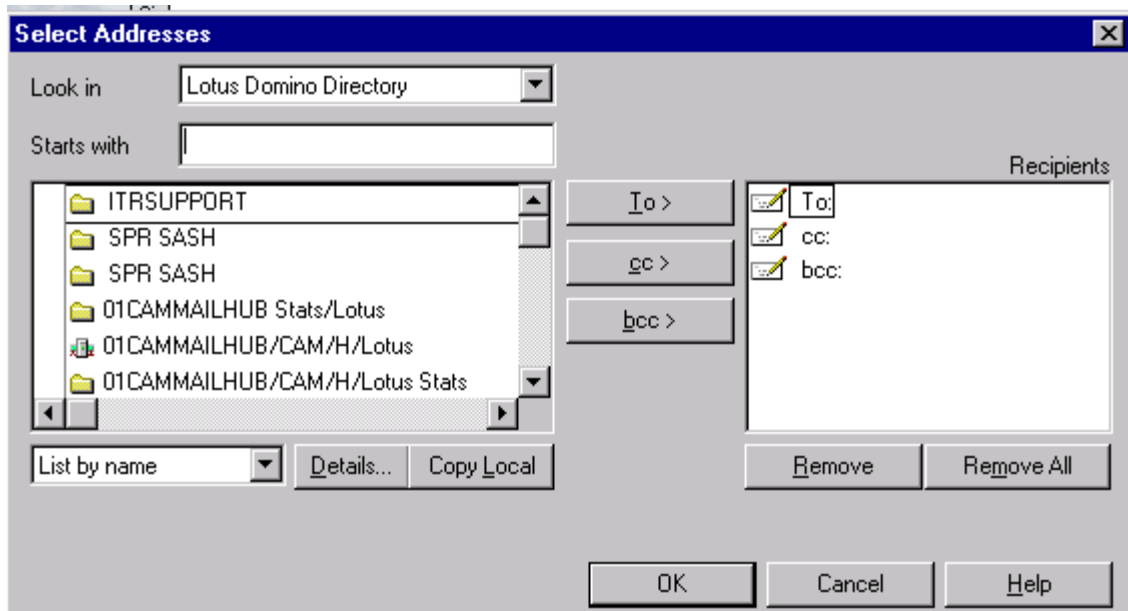 Select Addresses
Look in
Lotus Domino Directory
Starts with
Recipients
ITRSUPPORT
SPR SASH
SPR SASH
01CAMMAILHUB Stats/Lotus
01CAMMAILHUB/CAM/H/Lotus
01CAMMAILHUB/CAM/H/Lotus Stats
To >
cc >
bcc >
To:
cc:
bcc:
List by name
Details...
Copy Local
Remove
Remove All
OK
Cancel
Help